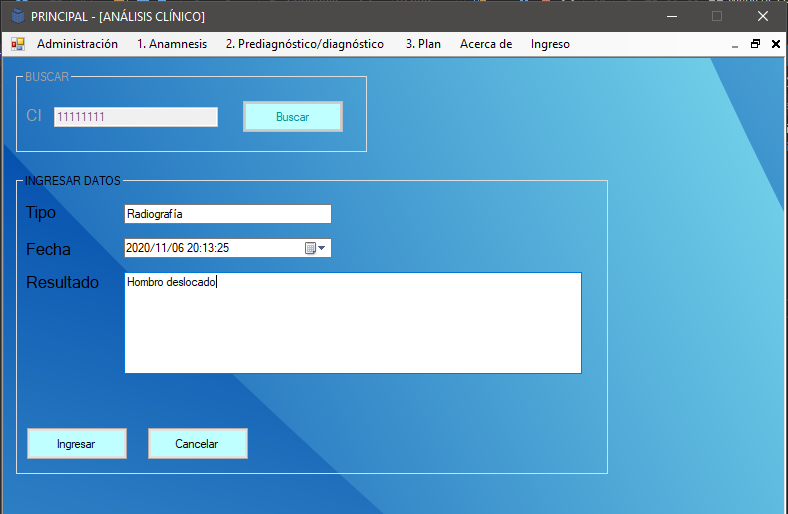 PRINCIPAL - [ANÁLISIS CLÍNICO]
Administración 1. Anamnesis 2. Prediagnóstico/diagnóstico 3. Plan Acerca de Ingreso
BUSCAR
CI 11111111 Buscar
INGRESAR DATOS
Tipo Radiografía
Fecha 2020/11/06 20:13:25
Resultado Hombro deslocado
Ingresar Cancelar